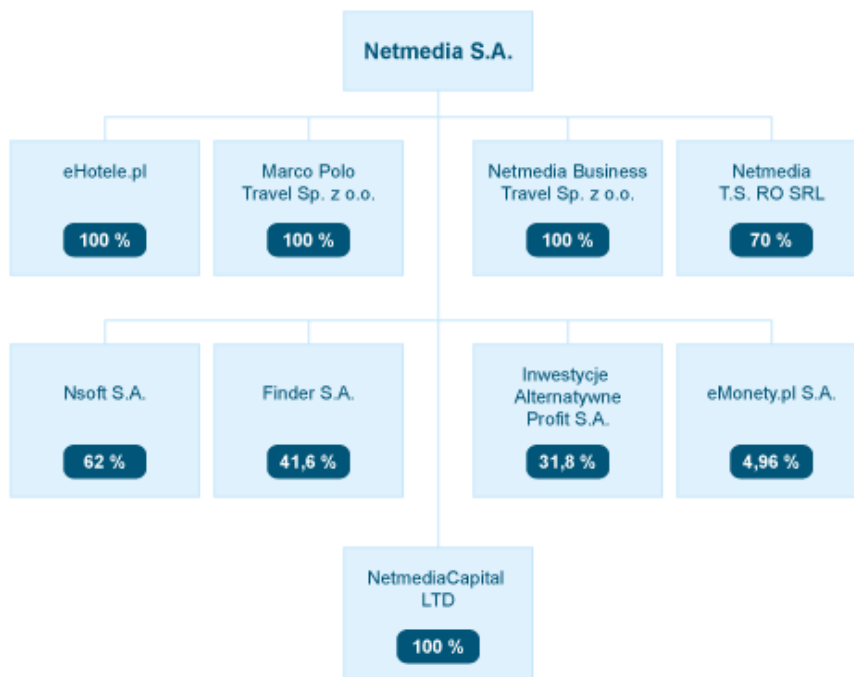 Netmedia S.A.
eHotele.pl
100 %
Marco Polo
Travel Sp. z o.o.
100 %
Netmedia Business
Travel Sp. z o.o.
100 %
Netmedia
T.S. RO SRL
70 %
Nsoft S.A.
62 %
Finder S.A.
41,6 %
Inwestycje
Alternatywne
Profit S.A.
31,8 %
eMonety.pl S.A.
4,96 %
NetmediaCapital
LTD
100 %